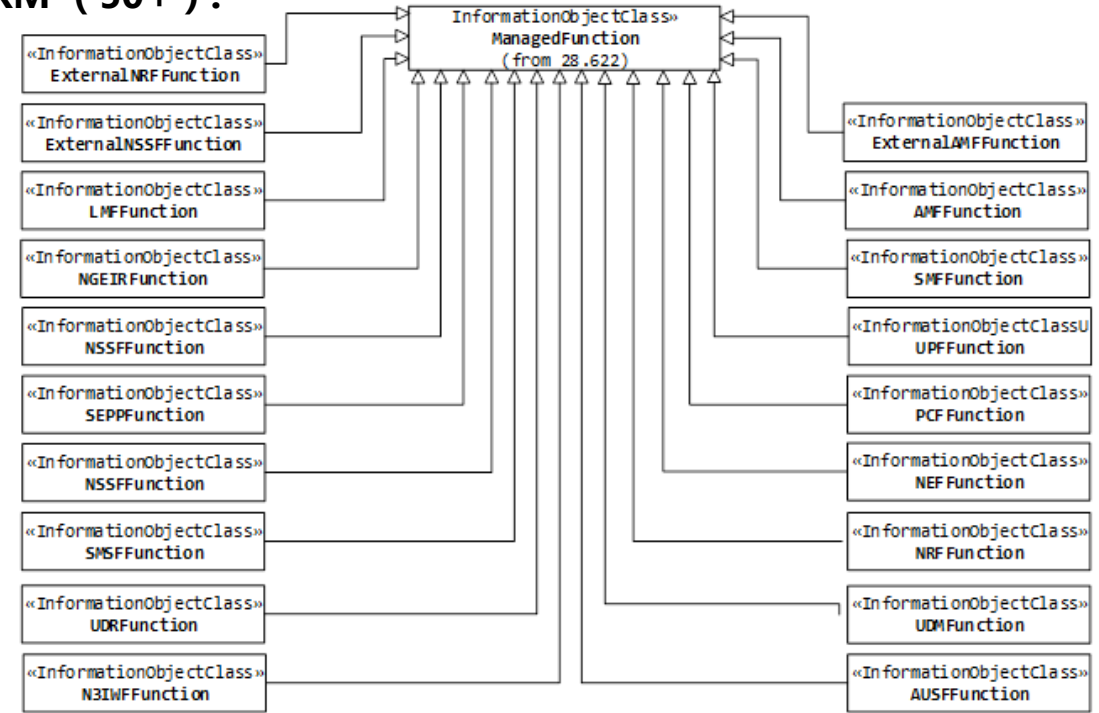 RM (50+):
InformationObjectClass»
ManagedFunction
(from 28.622)
«InformationObjectClass»
ExternalNRFFunction
«InformationObjectClass»
ExternalNSSFFunction
«InformationObjectClass»
LMFFunction
«InformationObjectClass»
NGEIRFunction
«InformationObjectClass»
NSSFFunction
«InformationObjectClass»
SEPPFunction
«InformationObjectClass»
NSSFFunction
«InformationObjectClass»
SMSFFunction
«InformationObjectClass»
UDRFunction
«InformationObjectClass»
N3IWFFunction
«InformationObjectClass»
ExternalAMFFunction
«InformationObjectClass»
AMFFunction
«InformationObjectClass»
SMFFunction
«InformationObjectClassU
UPFFunction
«InformationObjectClass»
PCFFunction
«InformationObjectClass»
NEFFunction
«InformationObjectClass»
NRFFunction
«InformationObjectClass»
UDMFunction
«InformationObjectClass»
AUSFFunction